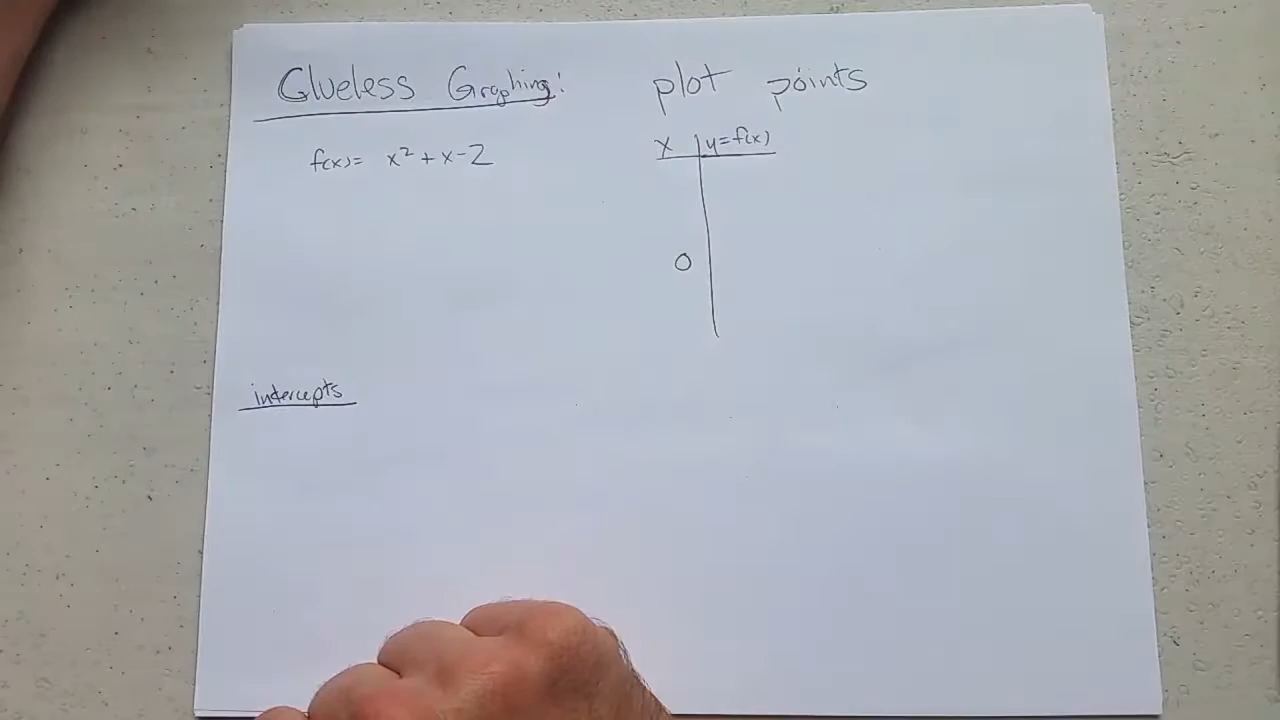 Clueless Graphing: plot points
f(x)= x²+x-2
x y=f(x)
0
intercepts